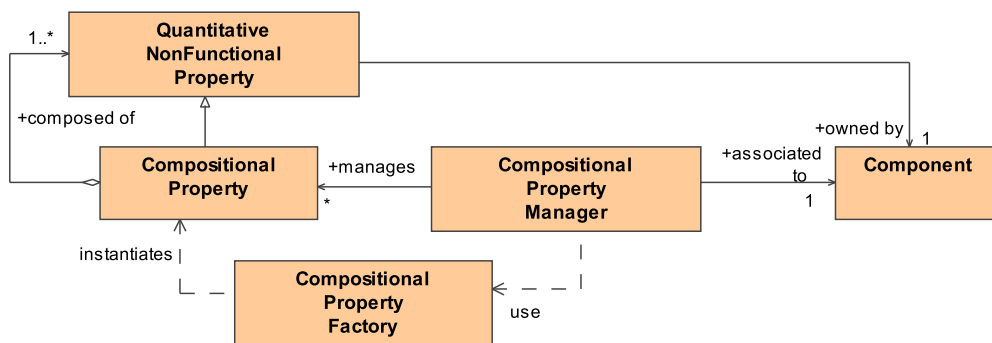 1..*
Quantitative
NonFunctional
Property
+composed of
+owned by
1
Compositional
Property
+manages
*
Compositional
Property
Manager
+associated
to
1
Component
instantiates
Compositional
Property
Factory
use